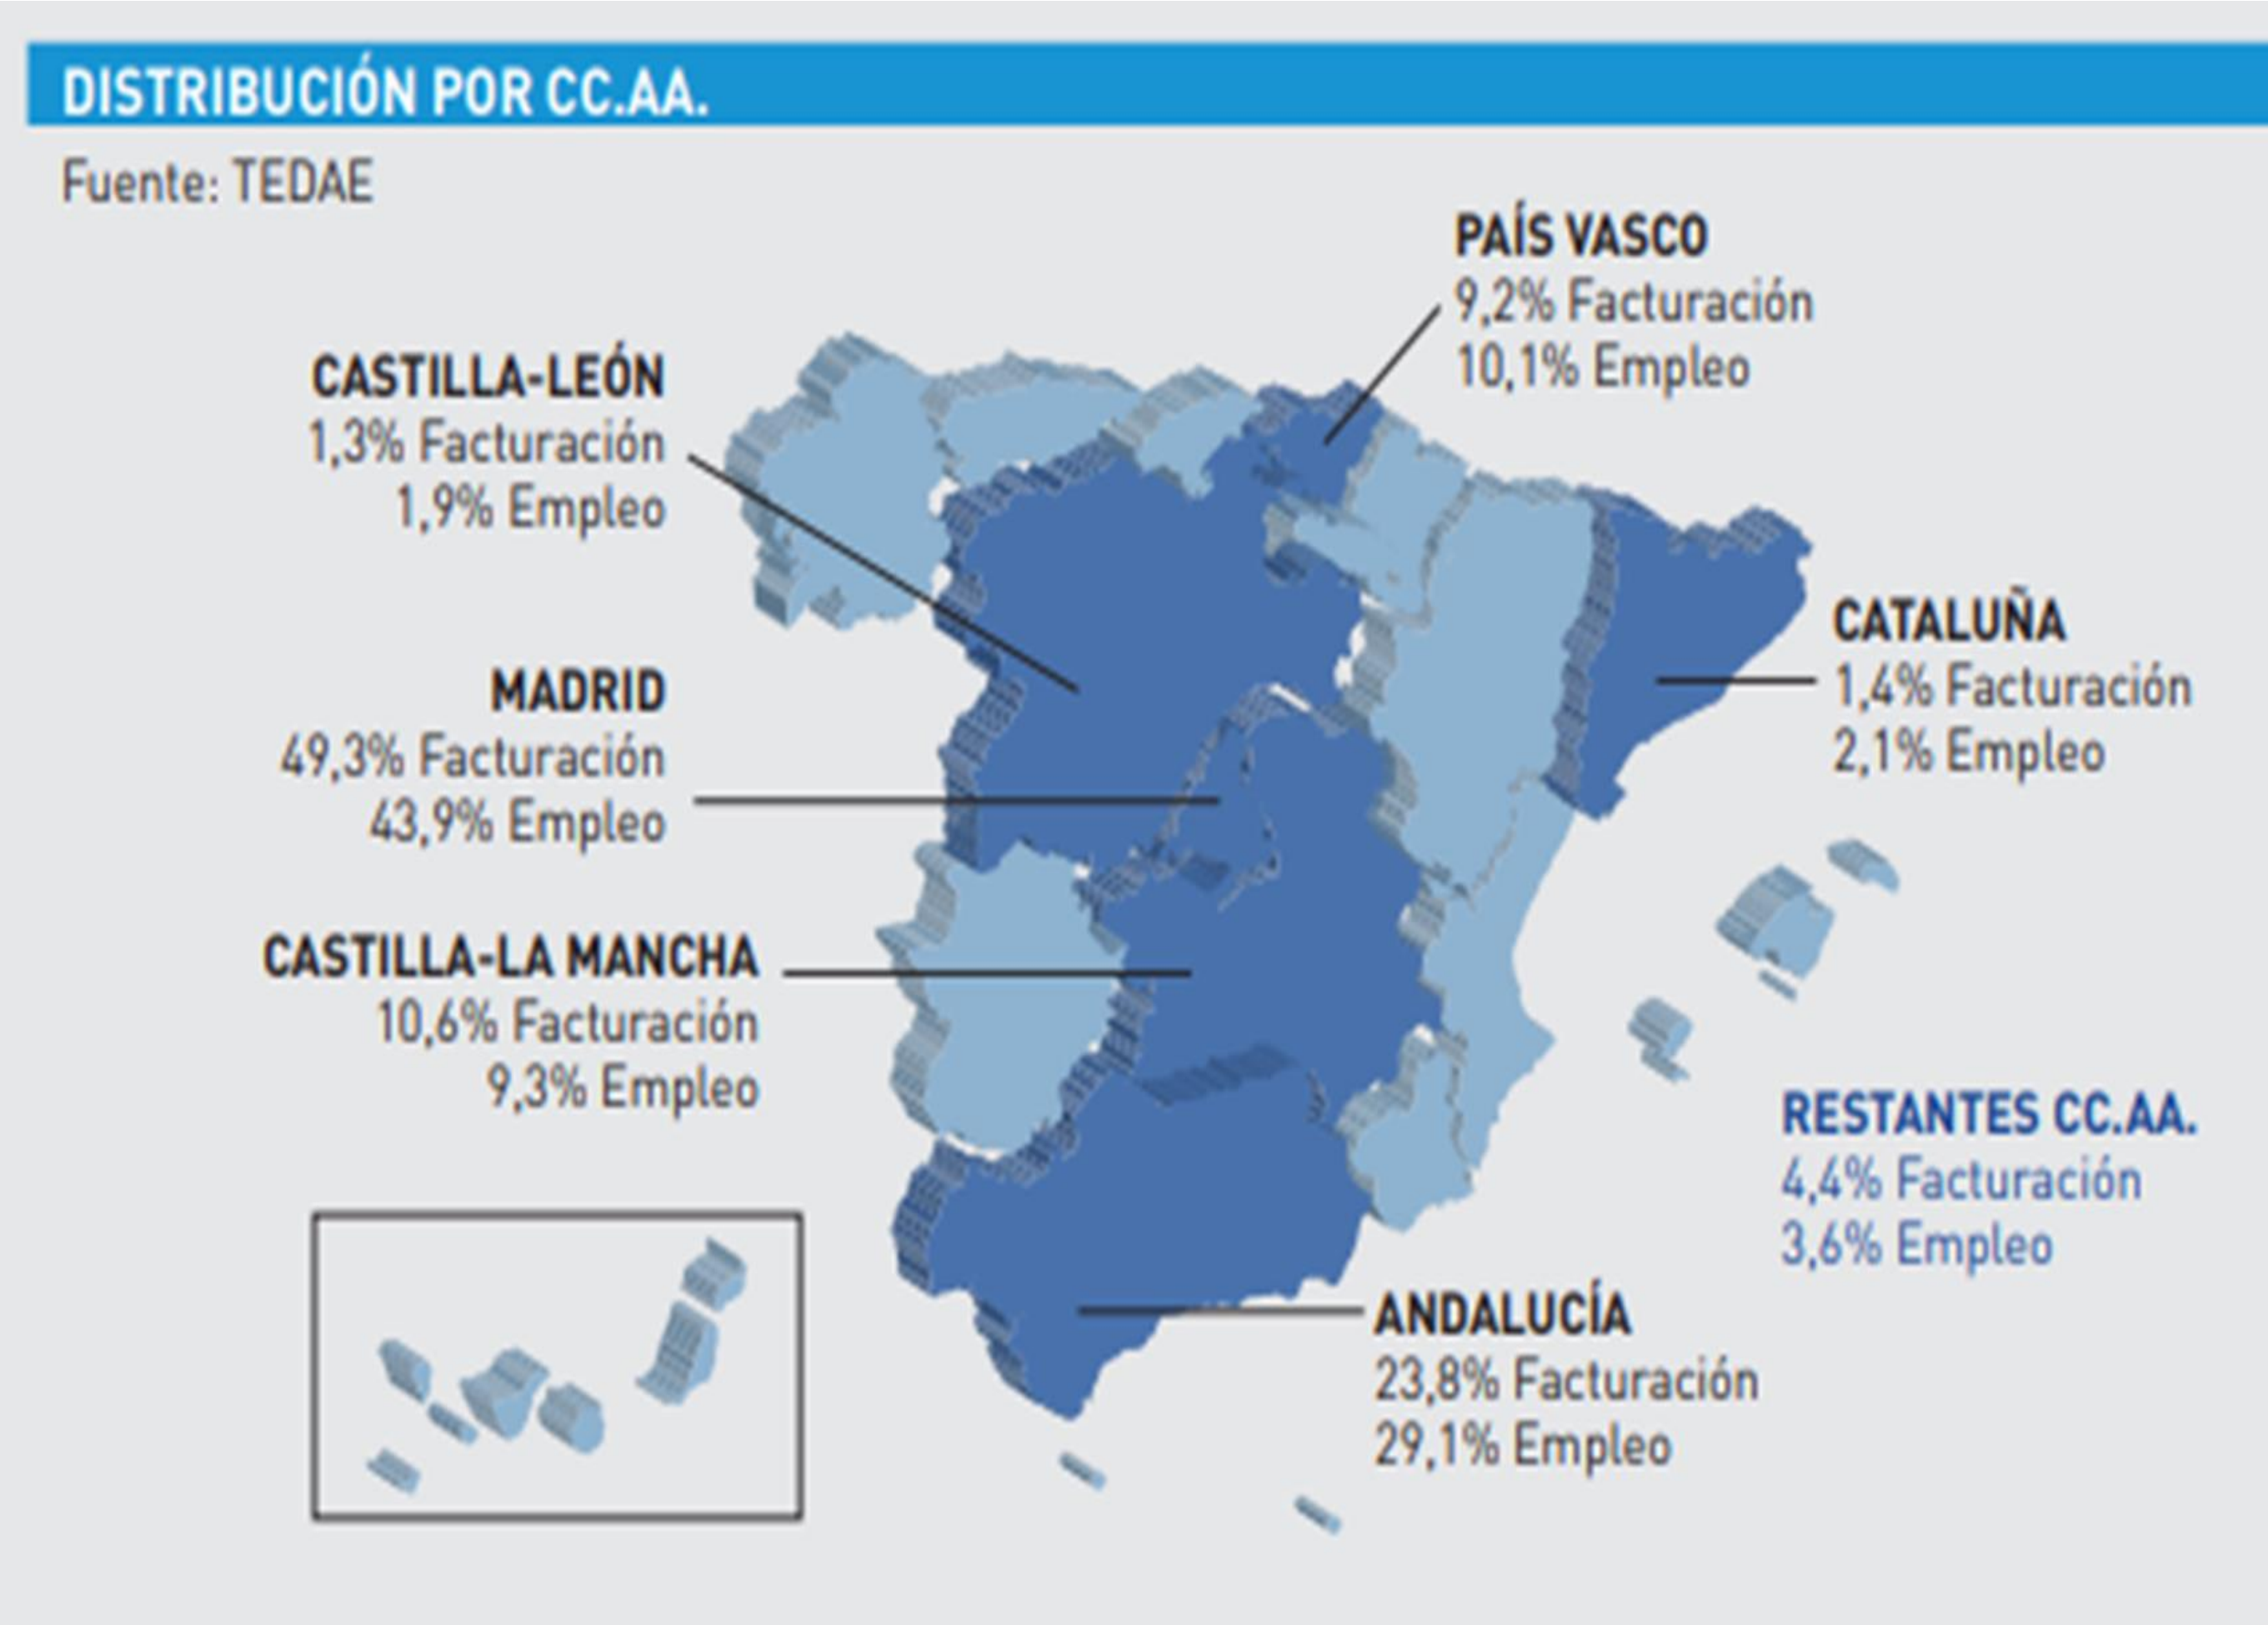 DISTRIBUCIÓN POR CC.AA.
Fuente: TEDAE
PAÍS VASCO
9,2% Facturación
10,1% Empleo
CASTILLA-LEÓN
1,3% Facturación
1,9% Empleo
CATALUÑA
1,4% Facturación
2,1% Empleo
MADRID
49,3% Facturación
43,9% Empleo
CASTILLA-LA MANCHA
10,6% Facturación
9,3% Empleo
RESTANTES CC.AA.
4,4% Facturación
3,6% Empleo
ANDALUCÍA
23,8% Facturación
29,1% Empleo